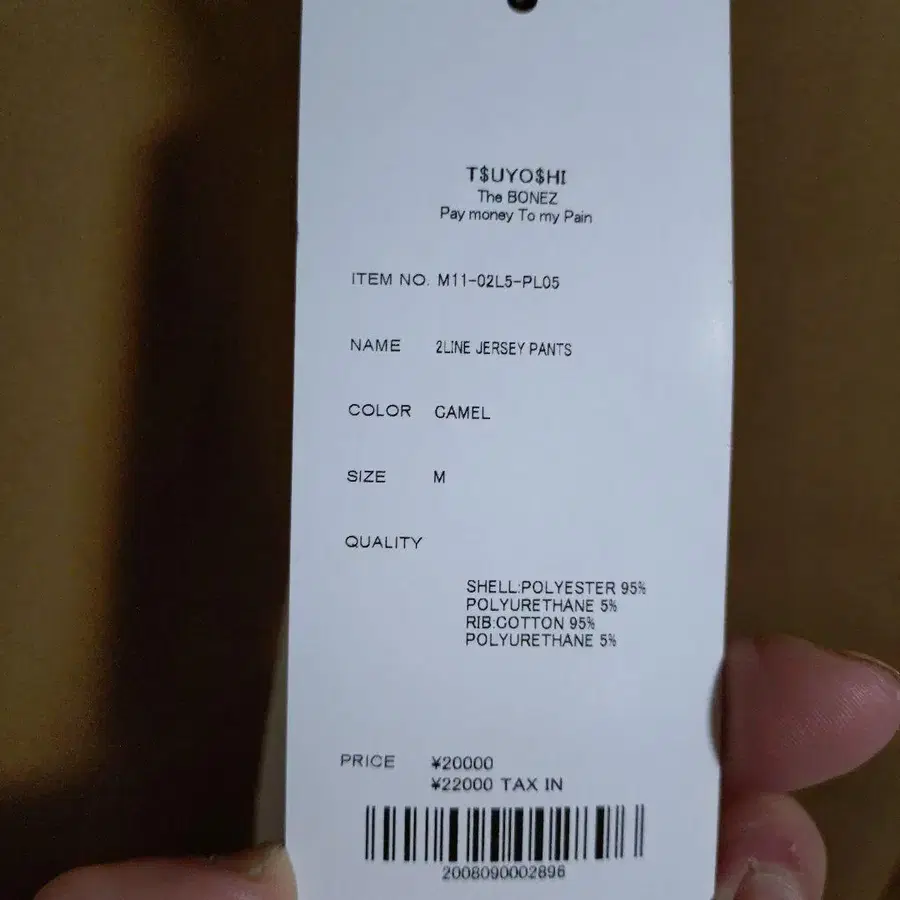 T$UYO$HI
The BONEZ
Pay money To my Pain
ITEM NO. M11-02L5-PL05
NAME 2LINE JERSEY PANTS
COLOR CAMEL
SIZE M
QUALITY
SHELL:POLYESTER 95%
POLYURETHANE 5%
RIB:COTTON 95%
POLYURETHANE 5%
PRICE ¥20000
¥22000 TAX IN
2008090002896